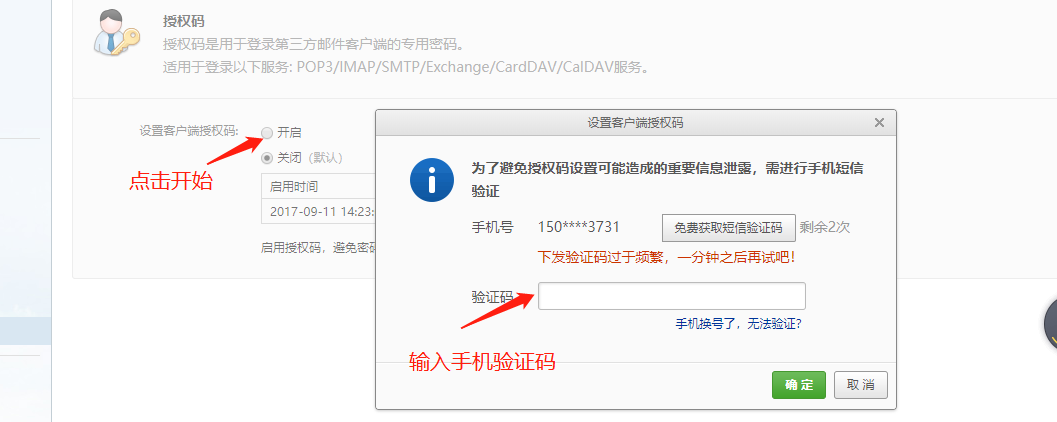 授权码
授权码是用于登录第三方邮件客户端的专用密码。
适用于登录以下服务: POP3/IMAP/SMTP/Exchange/CardDAV/CalDAV服务。
设置客户端授权码:
开启
关闭（默认）
点击开始
启用时间
2017-09-11 14:23:
启用授权码，避免密码
设置客户端授权码
为了避免授权码设置可能造成的重要信息泄露，需进行手机短信
验证
手机号 150****3731 免费获取短信验证码 剩余2次
下发验证码过于频繁，一分钟之后再试吧！
验证码
手机换号了，无法验证?
输入手机验证码
确 定 取 消